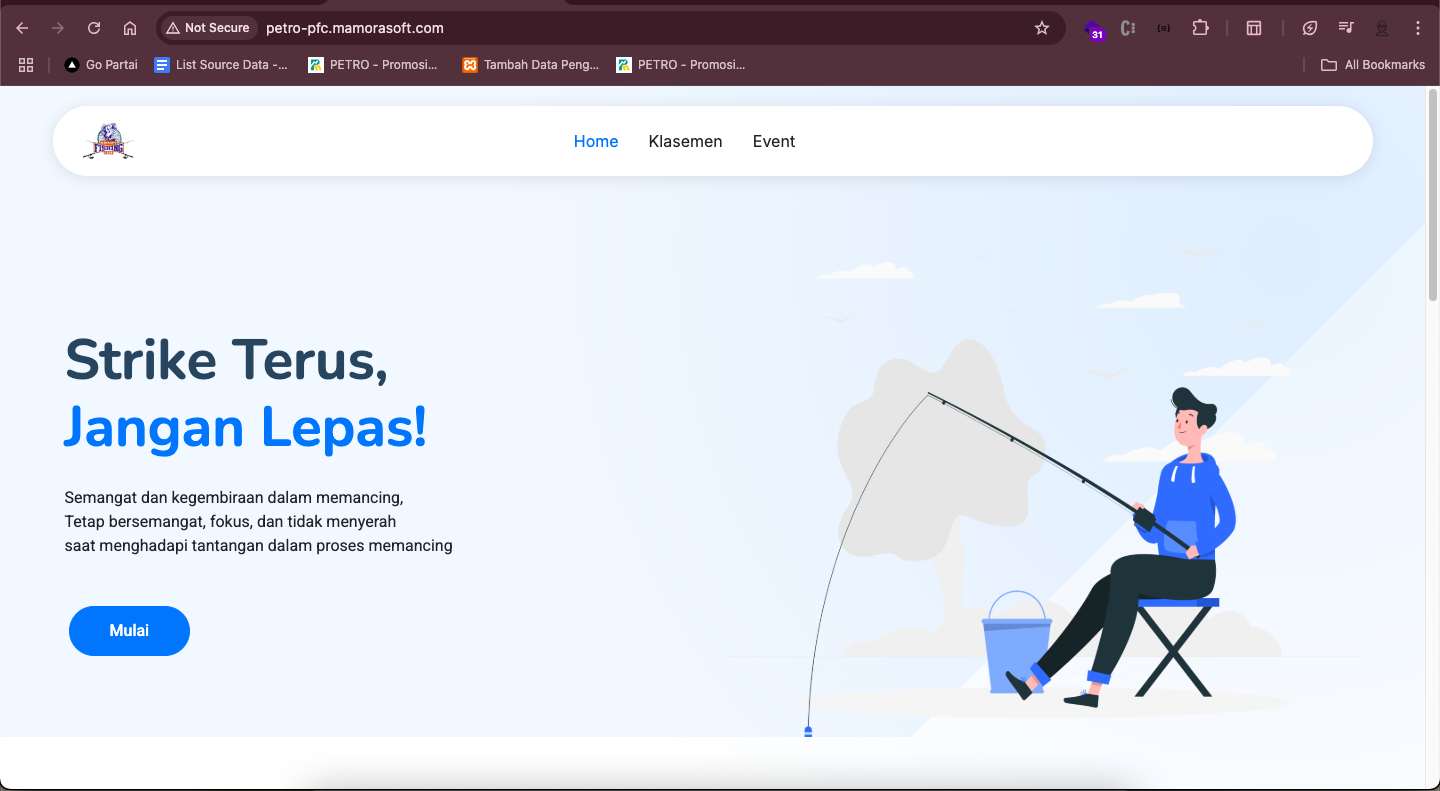 Not Secure
petro-pfc.mamorasoft.com
31
Go Partai
List Source Data -...
PETRO - Promosi...
Tambah Data Peng...
PETRO - Promosi...
All Bookmarks
FISHING
Home
Klasemen
Event
Strike Terus,
Jangan Lepas!
Semangat dan kegembiraan dalam memancing,
Tetap bersemangat, fokus, dan tidak menyerah
saat menghadapi tantangan dalam proses memancing
Mulai